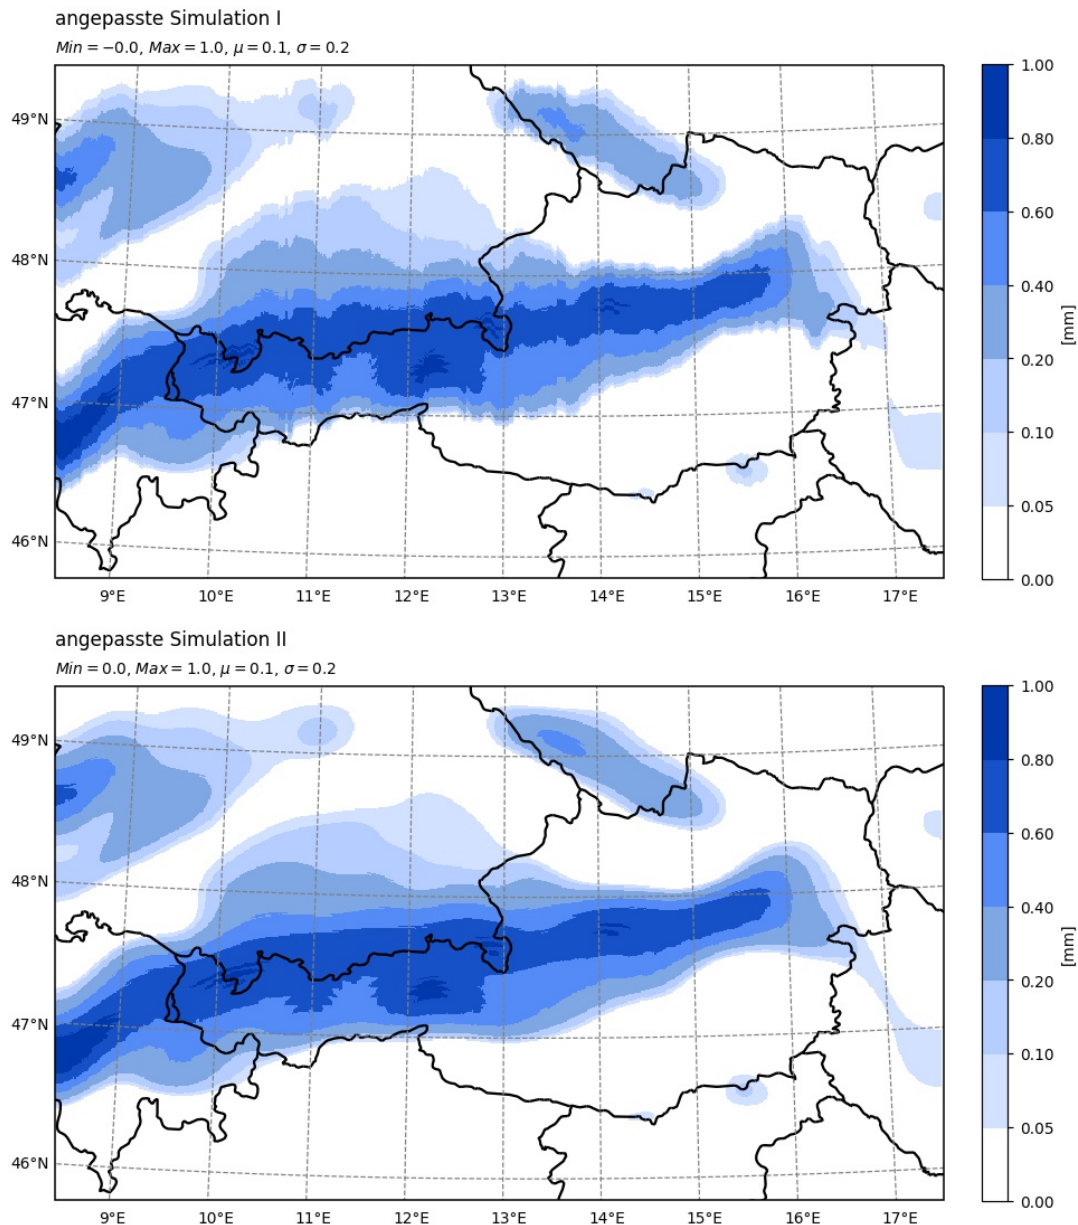 angepasste Simulation I
Min = −0.0, Max = 1.0, μ = 0.1, σ = 0.2
1.00
49°N
0.80
0.60
48°N
0.40
[mm]
0.20
47°N
0.10
0.05
46°N
0.00
9°E 10°E 11°E 12°E 13°E 14°E 15°E 16°E 17°E
angepasste Simulation II
Min = 0.0, Max = 1.0, μ = 0.1, σ = 0.2
1.00
49°N
0.80
0.60
48°N
0.40
[mm]
0.20
47°N
0.10
0.05
46°N
0.00
9°E 10°E 11°E 12°E 13°E 14°E 15°E 16°E 17°E